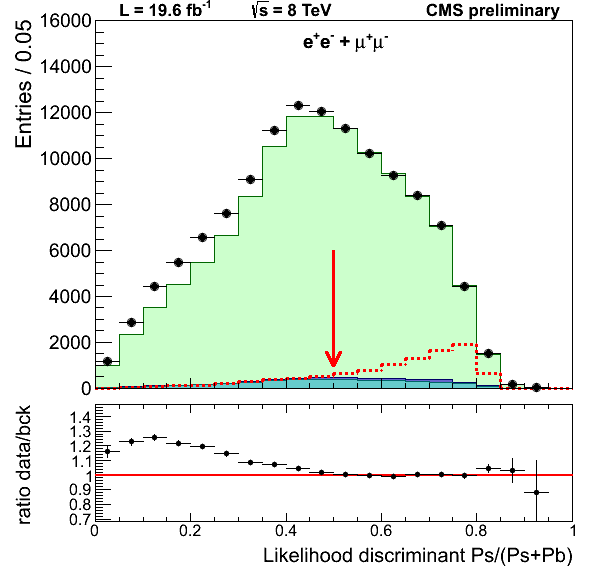 L = 19.6 fb⁻¹ √s = 8 TeV CMS preliminary
e⁺e⁻ + μ⁺μ⁻
Entries / 0.05
16000
14000
12000
10000
8000
6000
4000
2000
0
ratio data/bck
1.4
1.3
1.2
1.1
1
0.9
0.8
0.7
0 0.2 0.4 0.6 0.8 1
Likelihood discriminant Ps/(Ps+Pb)